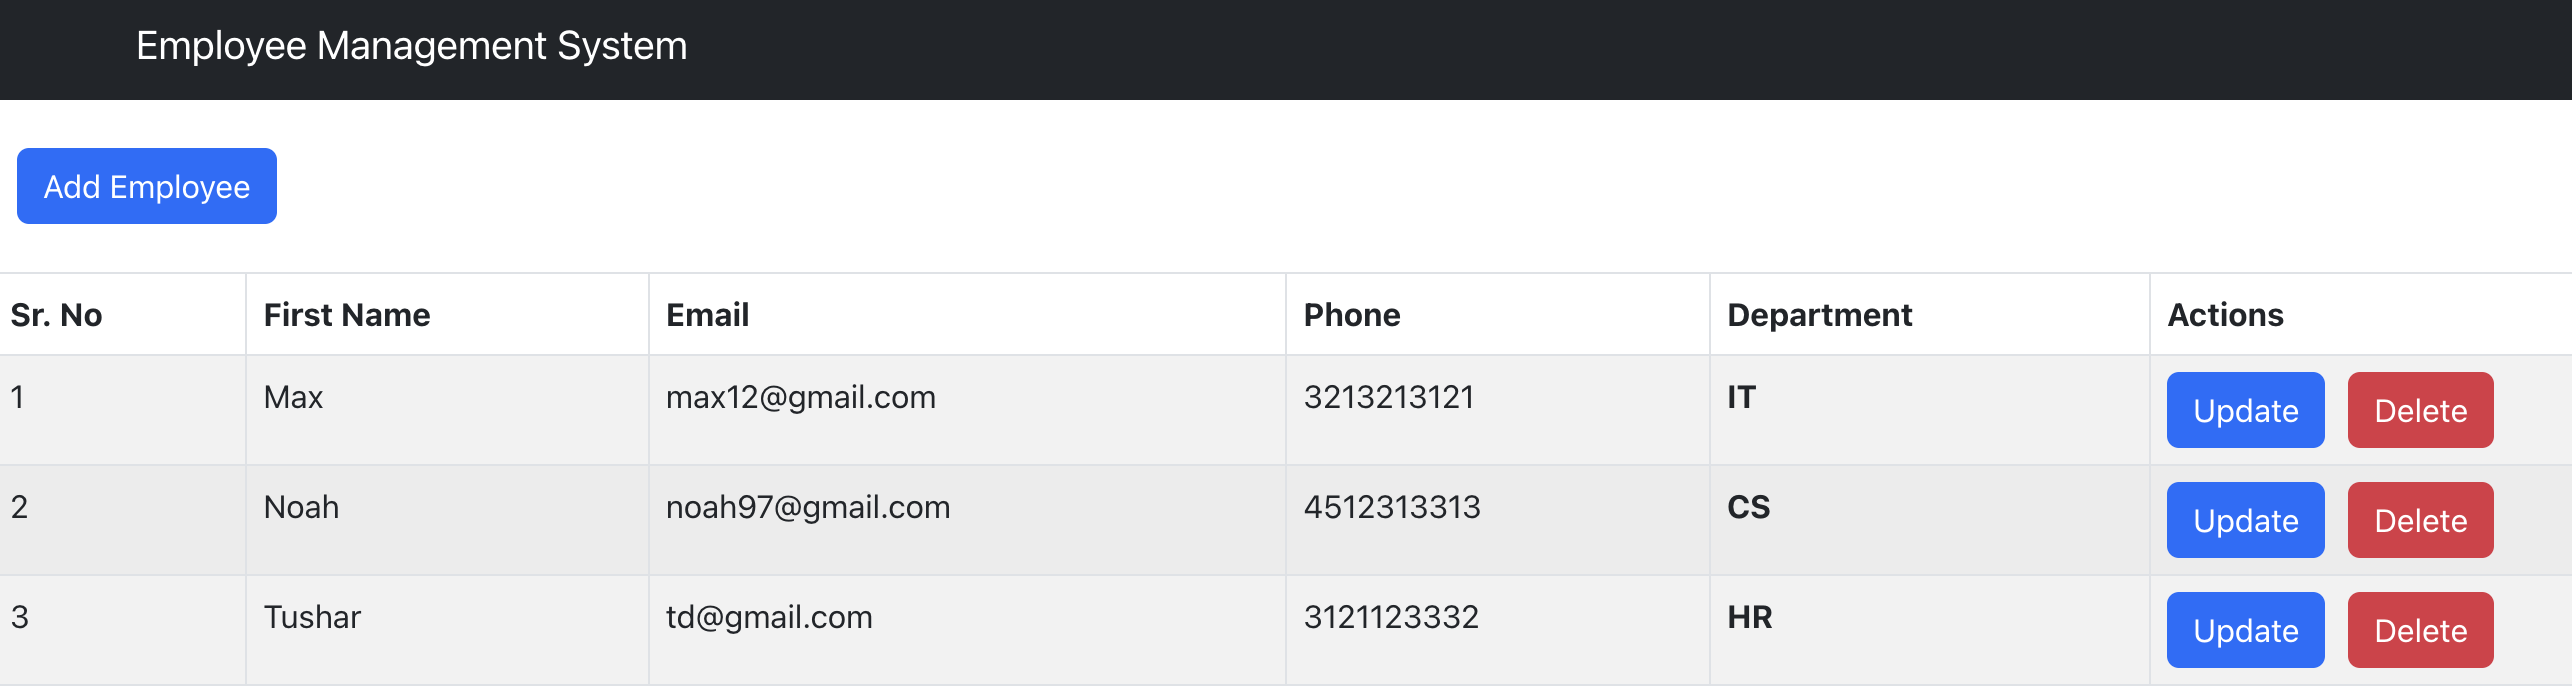 Employee Management System
Add Employee
Sr. No First Name Email Phone Department Actions
1 Max max12@gmail.com 3213213121 IT Update Delete
2 Noah noah97@gmail.com 4512313313 CS Update Delete
3 Tushar td@gmail.com 3121123332 HR Update Delete